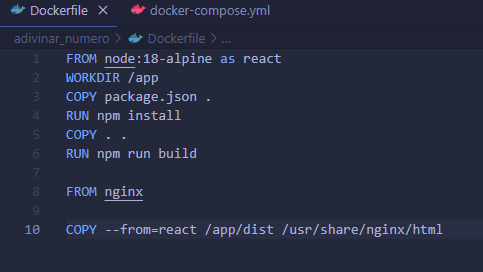 Dockerfile ×
docker-compose.yml
adivinar_numero > Dockerfile > ...
1 FROM node:18-alpine as react
2 WORKDIR /app
3 COPY package.json .
4 RUN npm install
5 COPY . .
6 RUN npm run build
7
8 FROM nginx
9
10 COPY --from=react /app/dist /usr/share/nginx/html